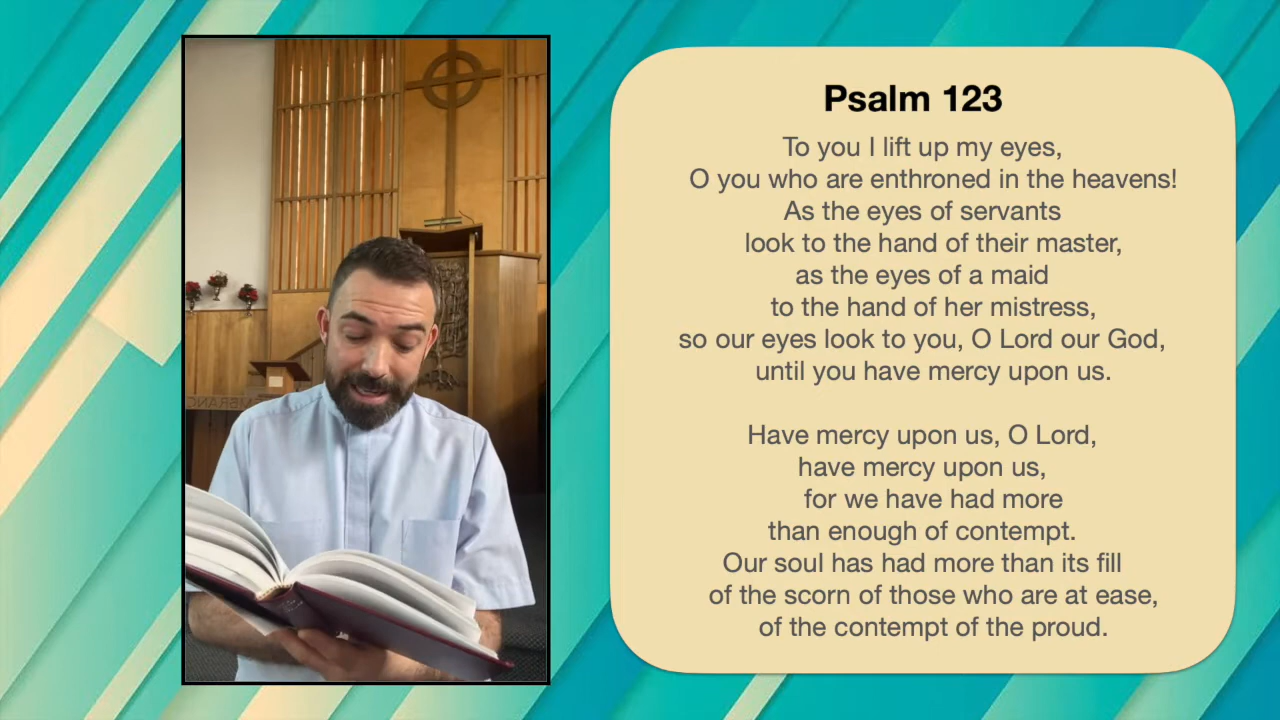 Psalm 123
To you I lift up my eyes,
O you who are enthroned in the heavens!
As the eyes of servants
look to the hand of their master,
as the eyes of a maid
to the hand of her mistress,
so our eyes look to you, O Lord our God,
until you have mercy upon us.
Have mercy upon us, O Lord,
have mercy upon us,
for we have had more
than enough of contempt.
Our soul has had more than its fill
of the scorn of those who are at ease,
of the contempt of the proud.